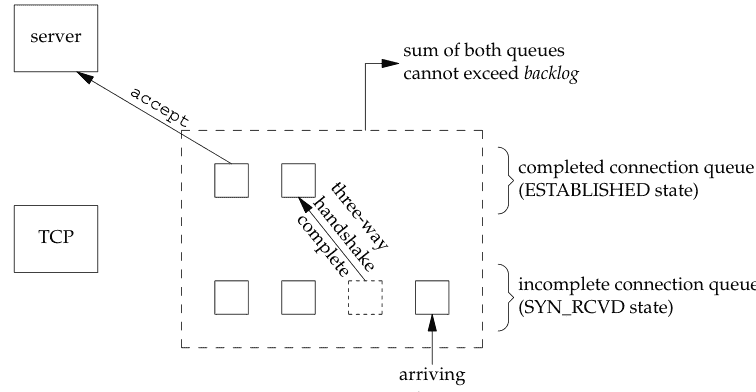 server
sum of both queues
cannot exceed backlog
accept
completed connection queue
(ESTABLISHED state)
three-way
handshake
complete
TCP
incomplete connection queue
(SYN_RCVD state)
arriving